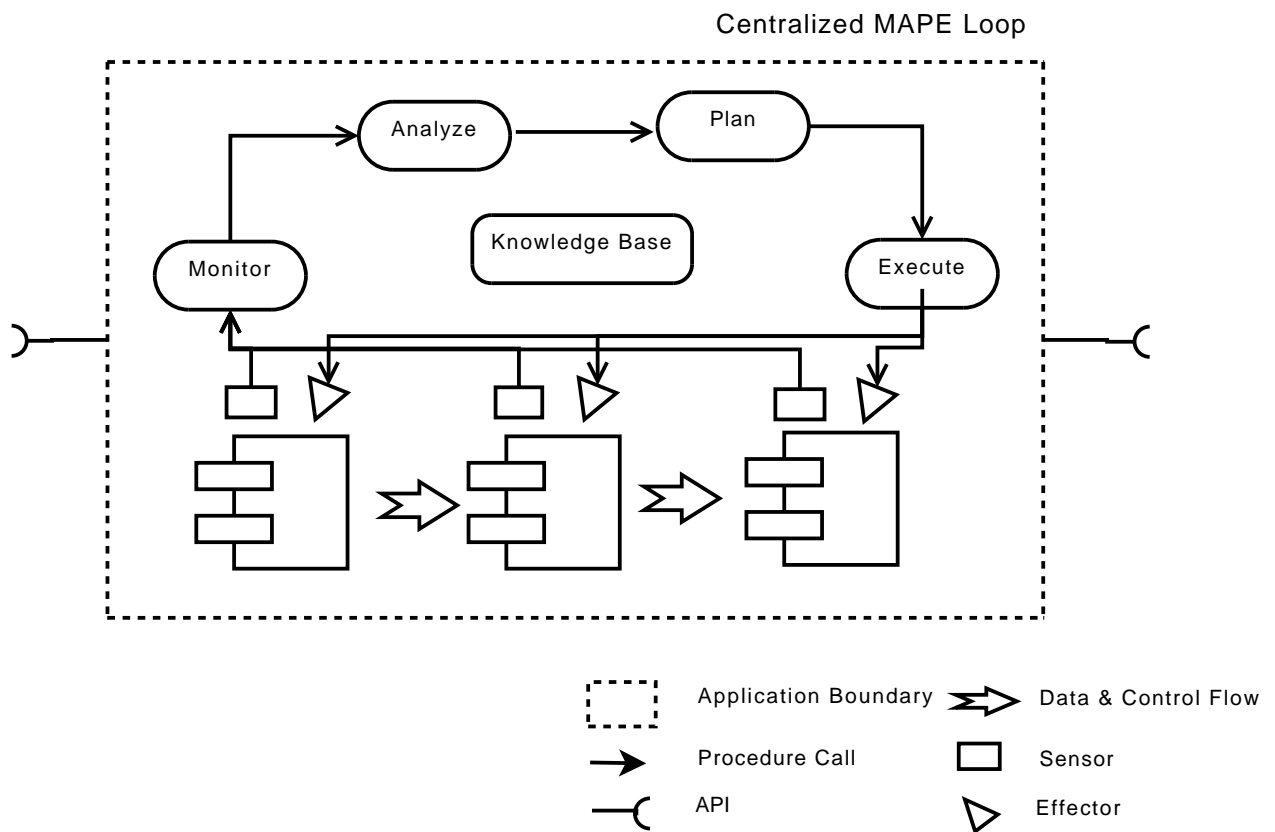 Centralized MAPE Loop
Analyze
Plan
Knowledge Base
Monitor
Execute
Application Boundary
Data & Control Flow
Procedure Call
Sensor
API
Effector